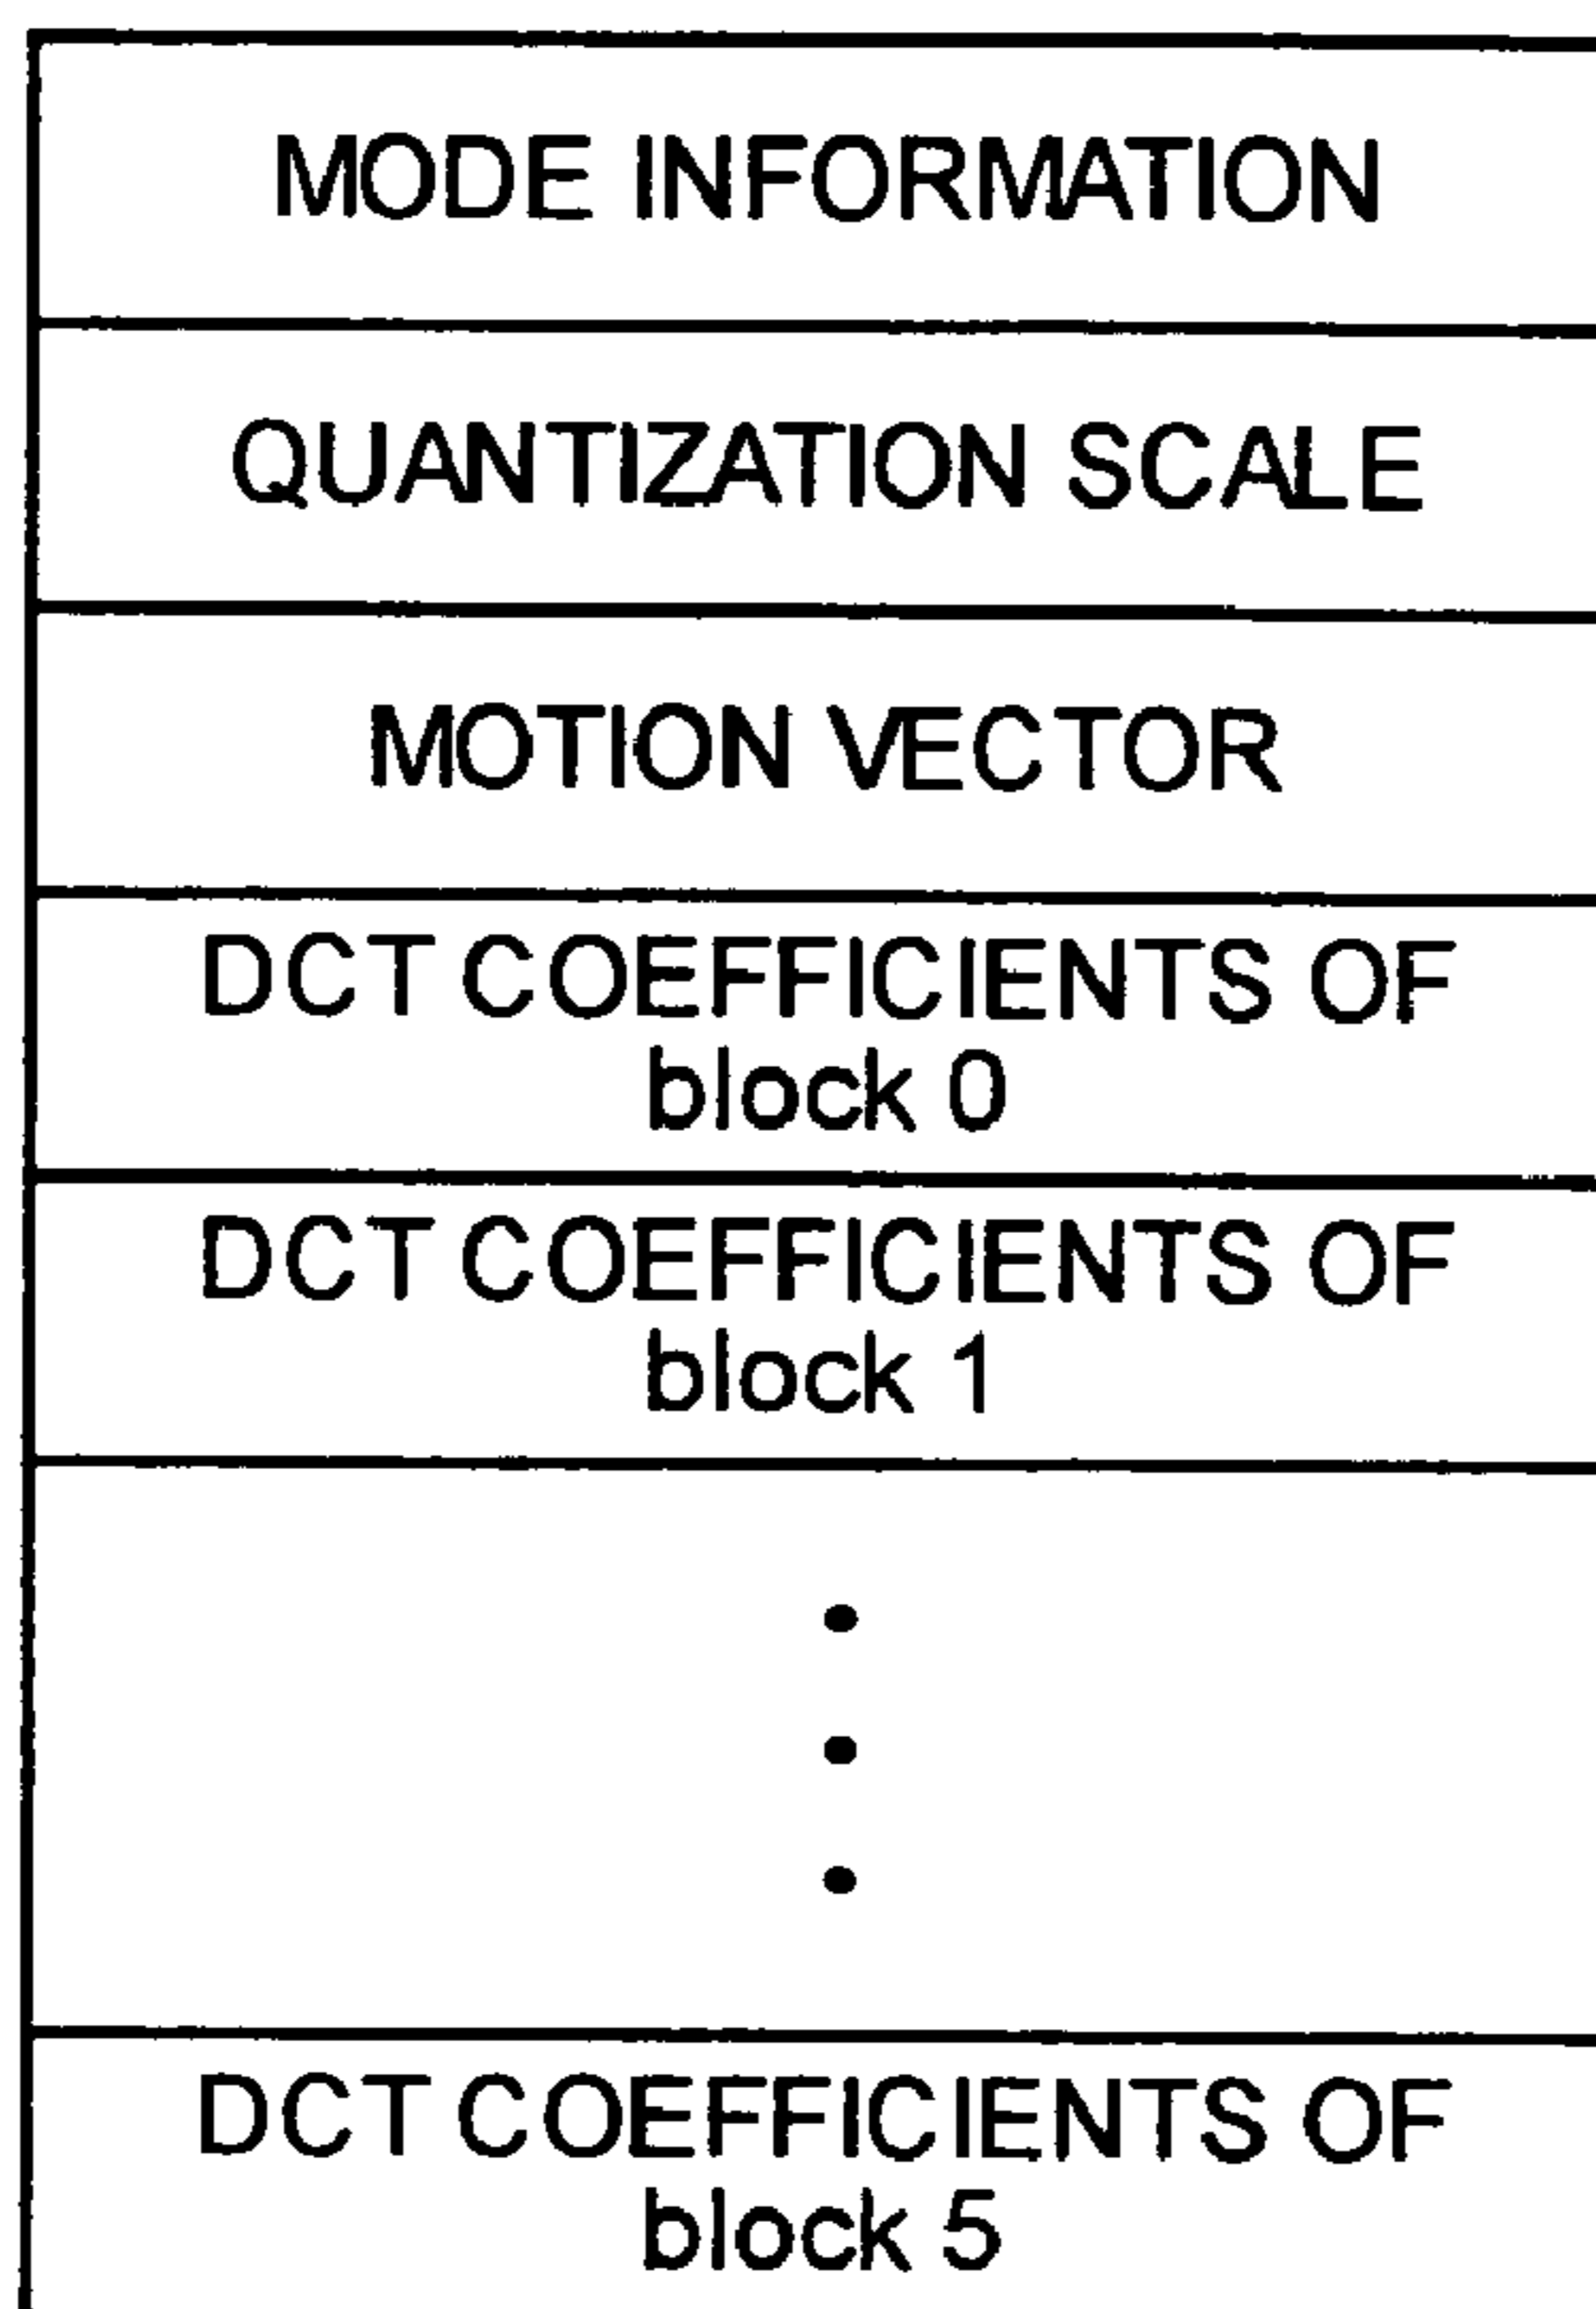 MODE INFORMATION
QUANTIZATION SCALE
MOTION VECTOR
DCT COEFFICIENTS OF
block 0
DCT COEFFICIENTS OF
block 1
DCT COEFFICIENTS OF
block 5